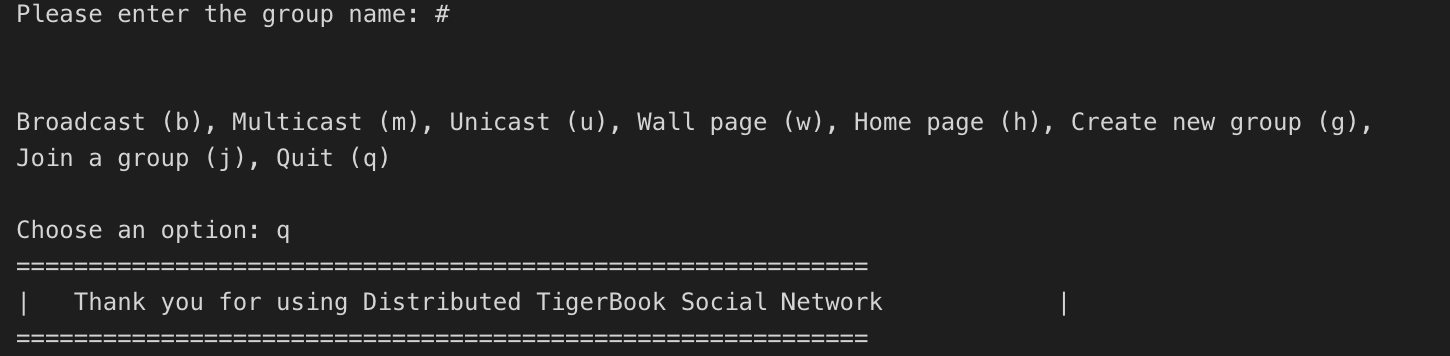 Please enter the group name: #
Broadcast (b), Multicast (m), Unicast (u), Wall page (w), Home page (h), Create new group (g),
Join a group (j), Quit (q)
Choose an option: q
===========================================================
|   Thank you for using Distributed TigerBook Social Network            |
===========================================================